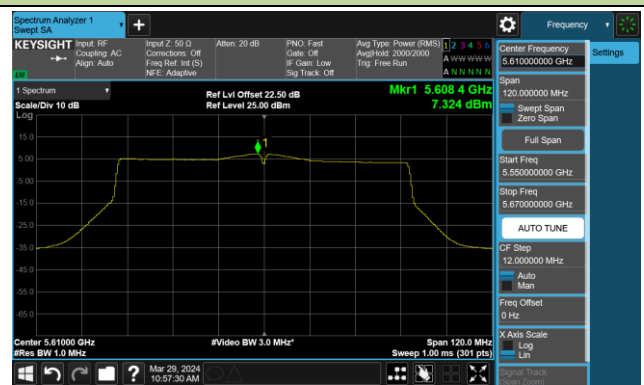 Spectrum Analyzer 1
Swept SA
+
Frequency
KEYSIGHT
Input: RF
Coupling: AC
Align: Auto
Input Z: 50 Ω
Corrections: Off
Freq Ref: Int (S)
NFE: Adaptive
Atten: 20 dB
PNO: Fast
Gate: Off
IF Gain: Low
Sig Track: Off
Avg Type: Power (RMS)
Avg|Hold: 2000/2000
Trig: Free Run
1 2 3 4 5 6
A W W W W W
A N N N N N
LW
1 Spectrum
Scale/Div 10 dB
Log
Ref Lvl Offset 22.50 dB
Ref Level 25.00 dBm
Mkr1 5.608 4 GHz
7.324 dBm
15.0
5.00
-5.00
-15.0
-25.0
-35.0
-45.0
-55.0
-65.0
1
Center 5.61000 GHz
#Res BW 1.0 MHz
#Video BW 3.0 MHz*
Span 120.0 MHz
Sweep 1.00 ms (301 pts)
Center Frequency
5.610000000 GHz
Settings
Span
120.000000 MHz
Swept Span
Zero Span
Full Span
Start Freq
5.550000000 GHz
Stop Freq
5.670000000 GHz
AUTO TUNE
CF Step
12.000000 MHz
Auto
Man
Freq Offset
0 Hz
X Axis Scale
Log
Lin
Signal Track
(Span Zoom)
?
Mar 29, 2024
10:57:30 AM